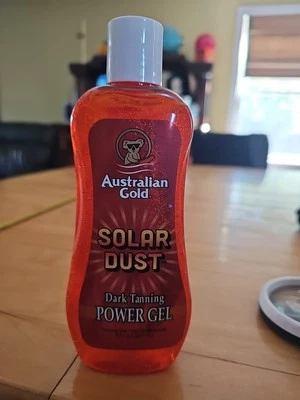 Australian
Gold
SOLAR
DUST
Dark Tanning
POWER GEL